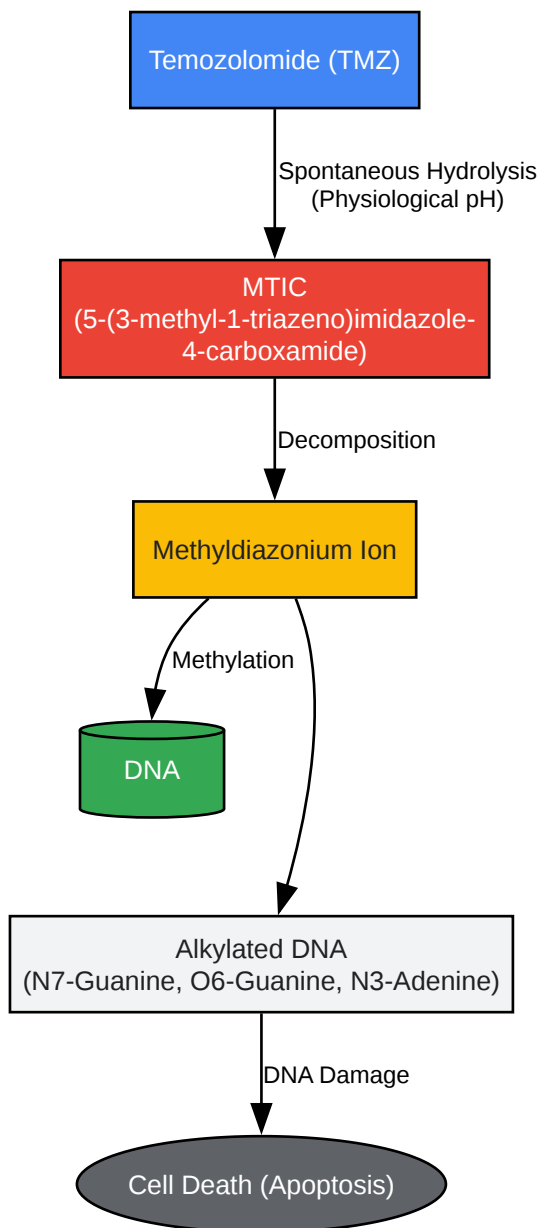 Temozolomide (TMZ)
Spontaneous Hydrolysis
(Physiological pH)
MTIC
(5-(3-methyl-1-triazeno)imidazole-
4-carboxamide)
Decomposition
Methyldiazonium Ion
Methylation
DNA
Alkylated DNA
(N7-Guanine, O6-Guanine, N3-Adenine)
DNA Damage
Cell Death (Apoptosis)